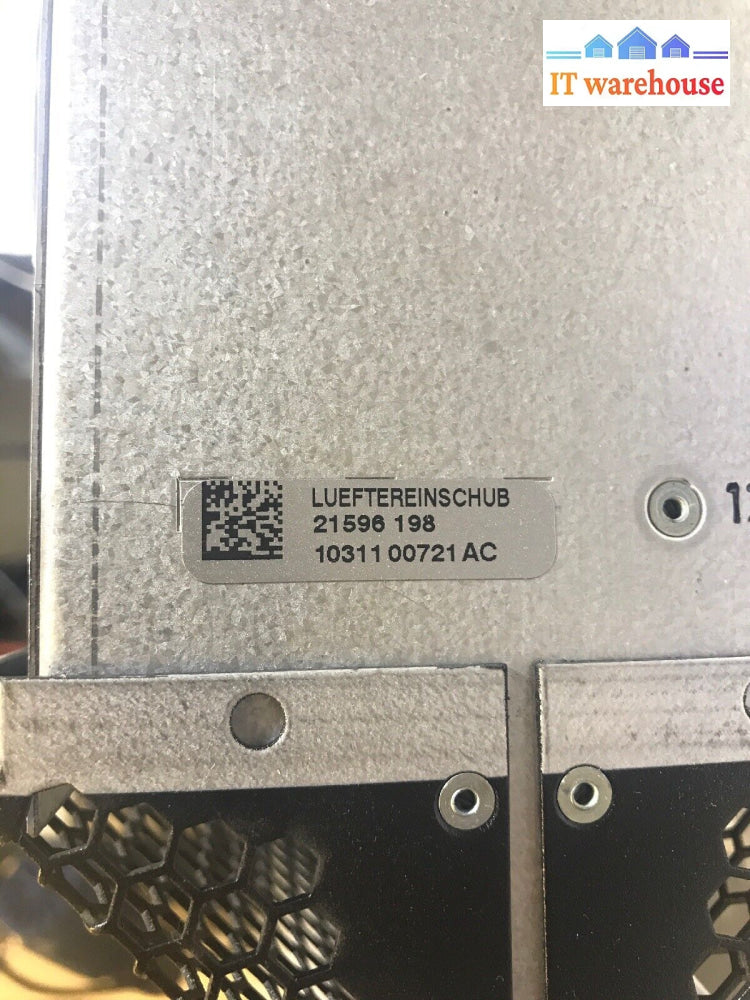 IT warehouse
LUEFTEREINSCHUB
21596 198
10311 00721 AC